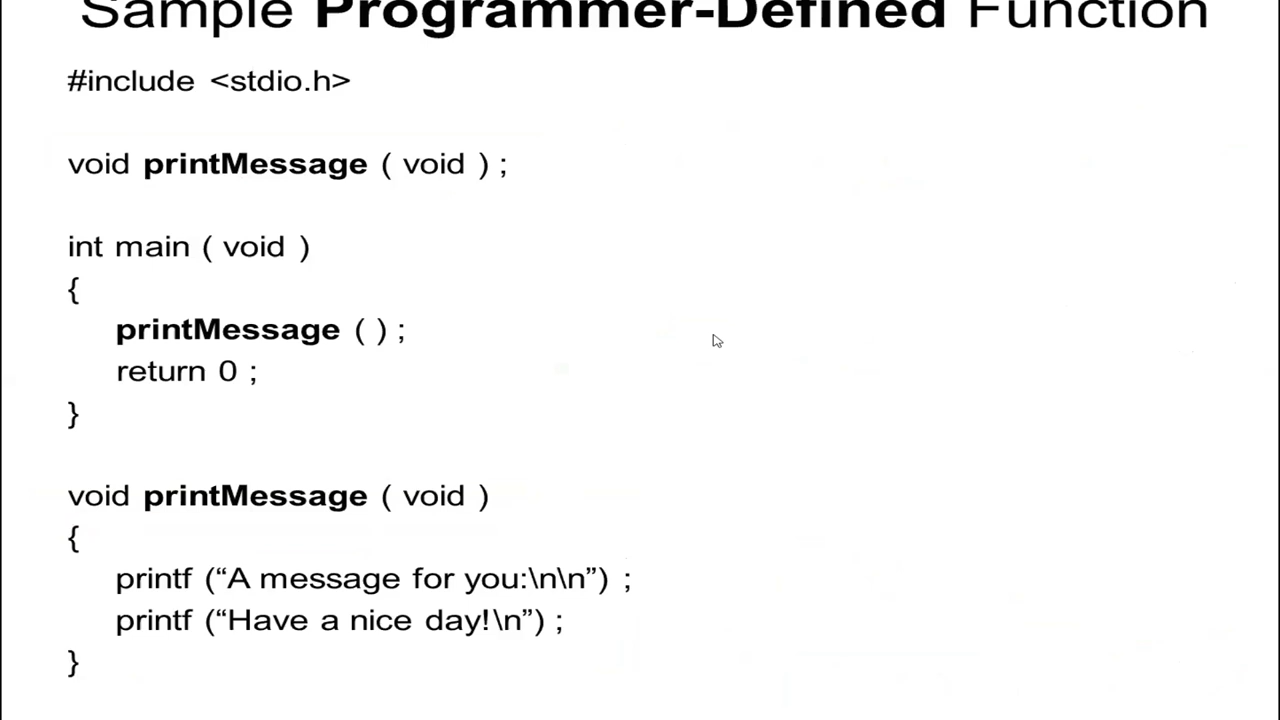 Sample Programmer-Defined Function
#include <stdio.h>
void printMessage ( void ) ;
int main ( void )
{
printMessage ( ) ;
return 0 ;
}
void printMessage ( void )
{
printf (“A message for you:\n\n”) ;
printf (“Have a nice day!\n”) ;
}